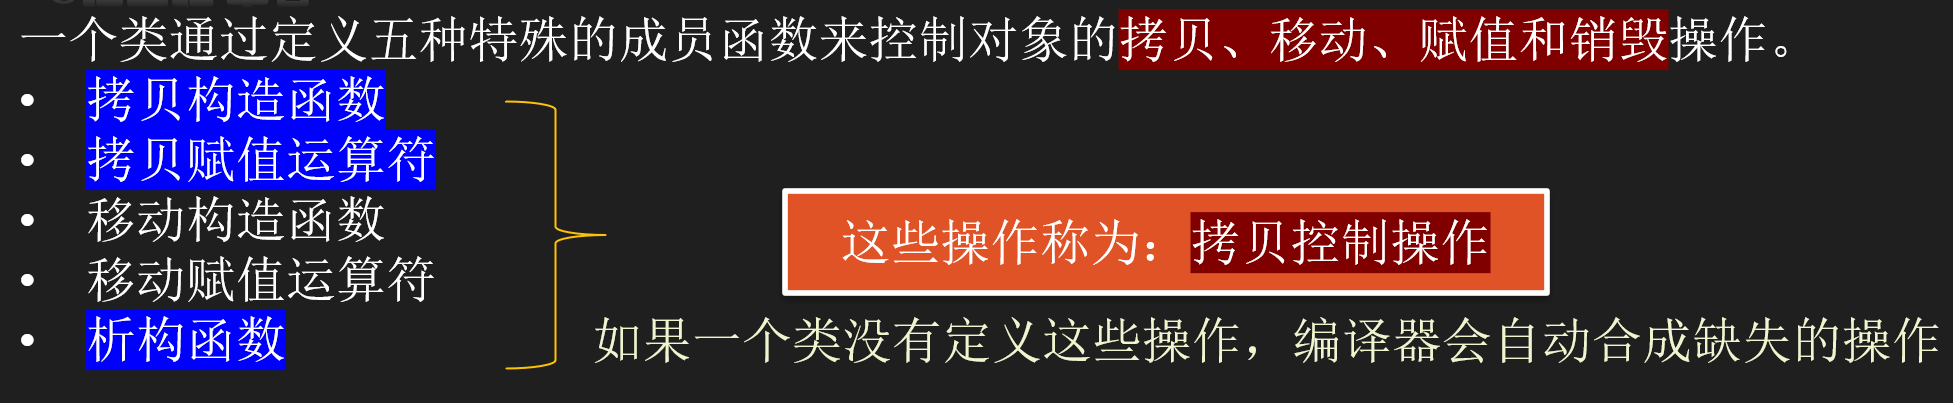 一个类通过定义五种特殊的成员函数来控制对象的拷贝、移动、赋值和销毁操作。
• 拷贝构造函数
• 拷贝赋值运算符
• 移动构造函数
• 移动赋值运算符
• 析构函数
这些操作称为：拷贝控制操作
如果一个类没有定义这些操作，编译器会自动合成缺失的操作